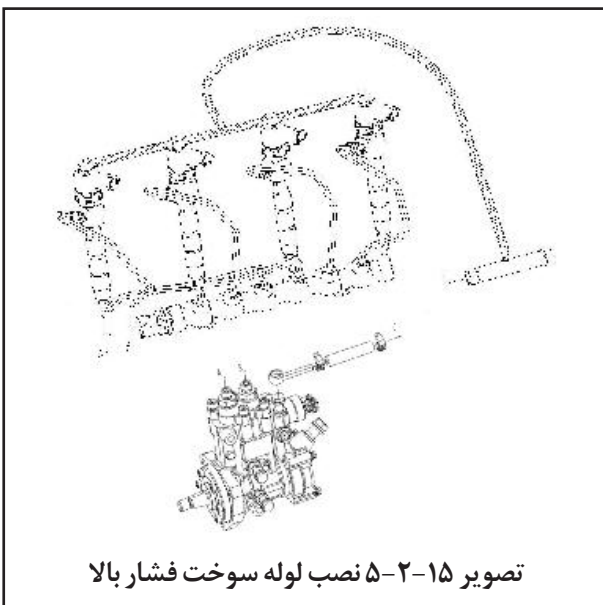 تصویر ۱۵-۲-۵ نصب لوله سوخت فشار بالا